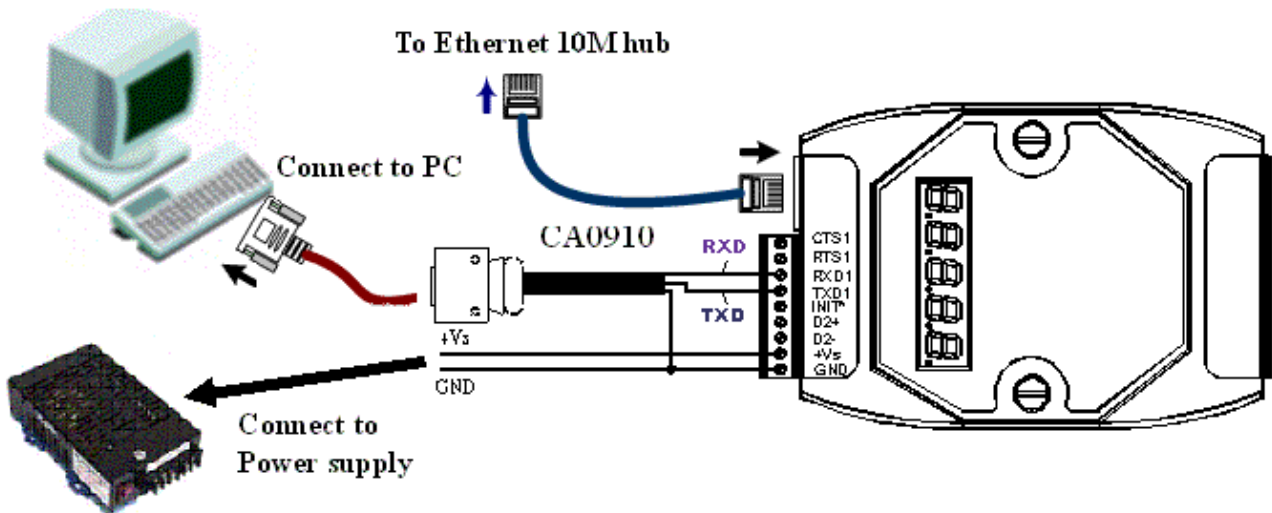 To Ethernet 10M hub
Connect to PC
CA0910
RXD
TXD
CTS1
RTS1
RXD1
TXD1
INIT*
D2+
D2-
+Vs
GND
+Vs
GND
Connect to
Power supply